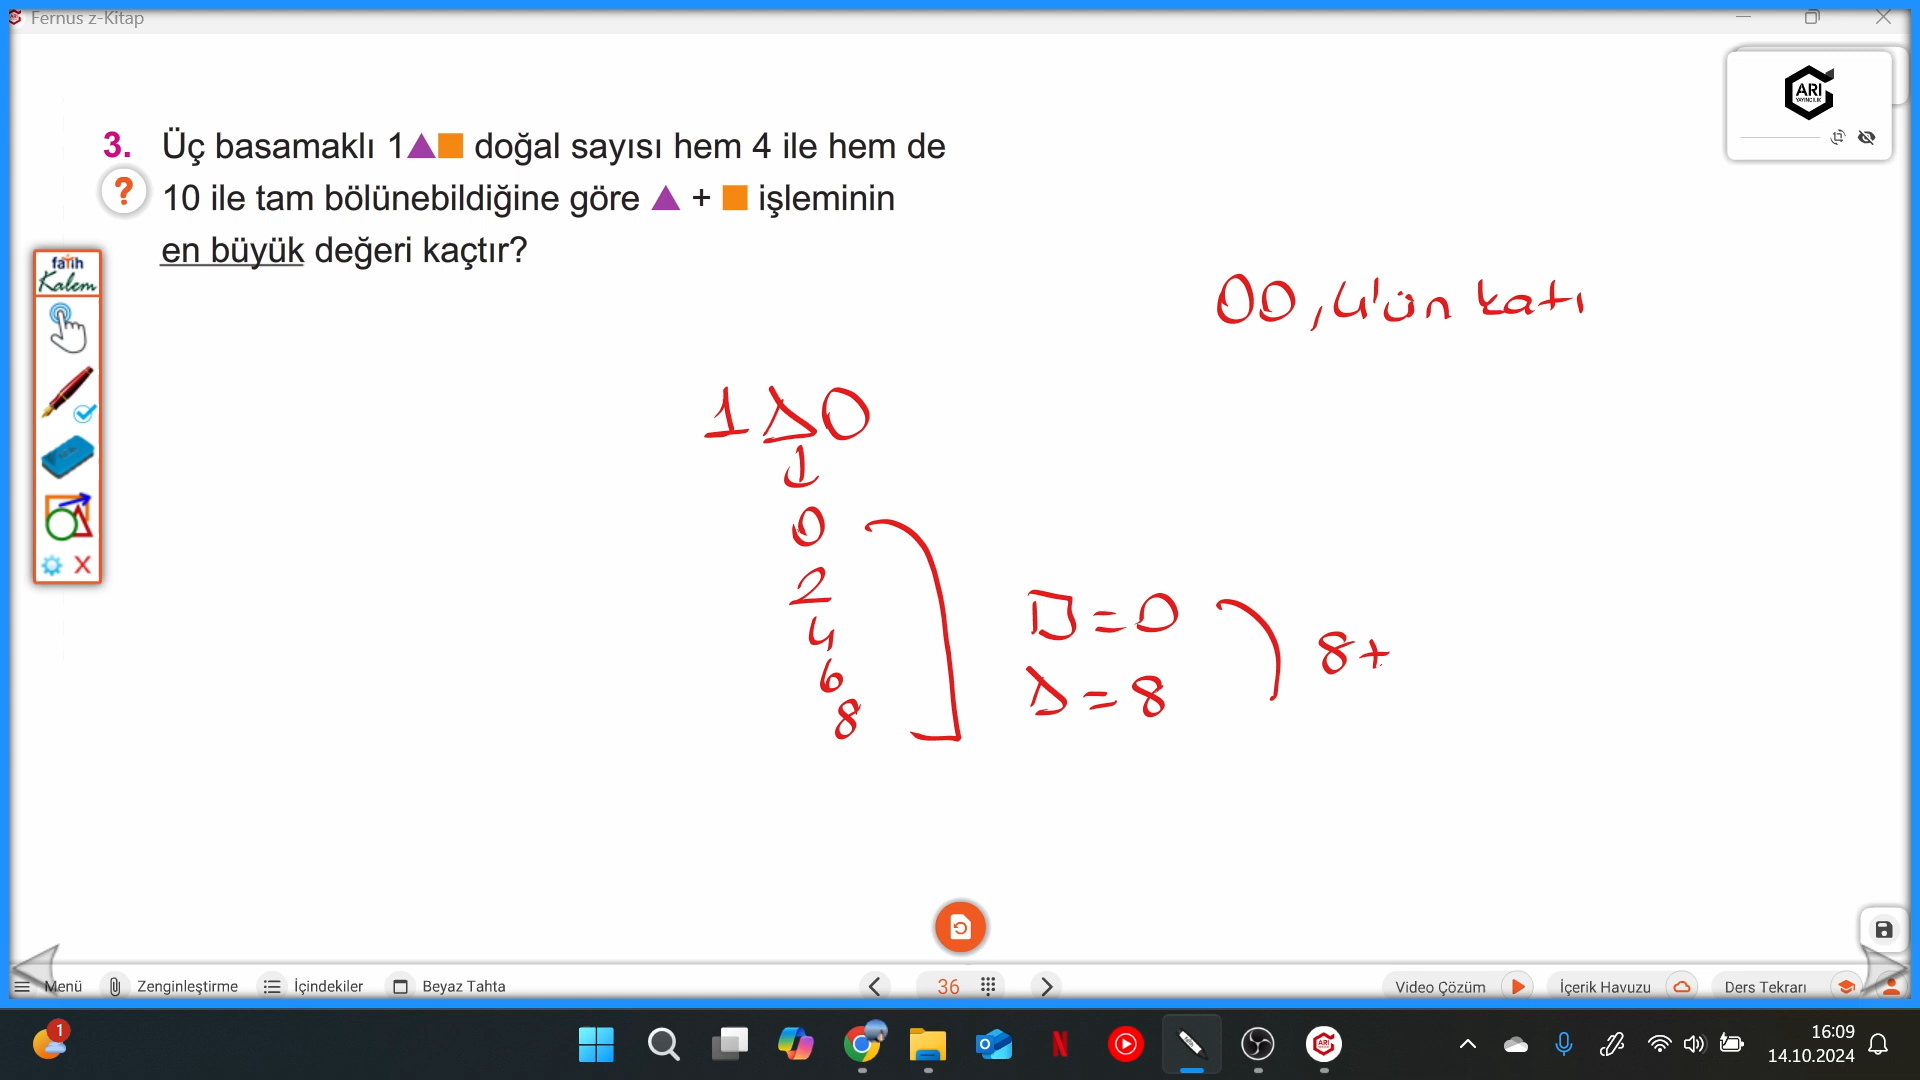 Fernus z-Kitap
ARI
YAYINCILIK
3. Üç basamaklı 1▲■ doğal sayısı hem 4 ile hem de
? 10 ile tam bölünebildiğine göre ▲ + ■ işleminin
en büyük değeri kaçtır?
fatih
Kalem
00, 4'ün katı
1△0
↓
0
2
4
6
8
□=0
△=8
8+
Menü Zenginleştirme İçindekiler Beyaz Tahta 36 Video Çözüm İçerik Havuzu Ders Tekrarı
1
16:09
14.10.2024